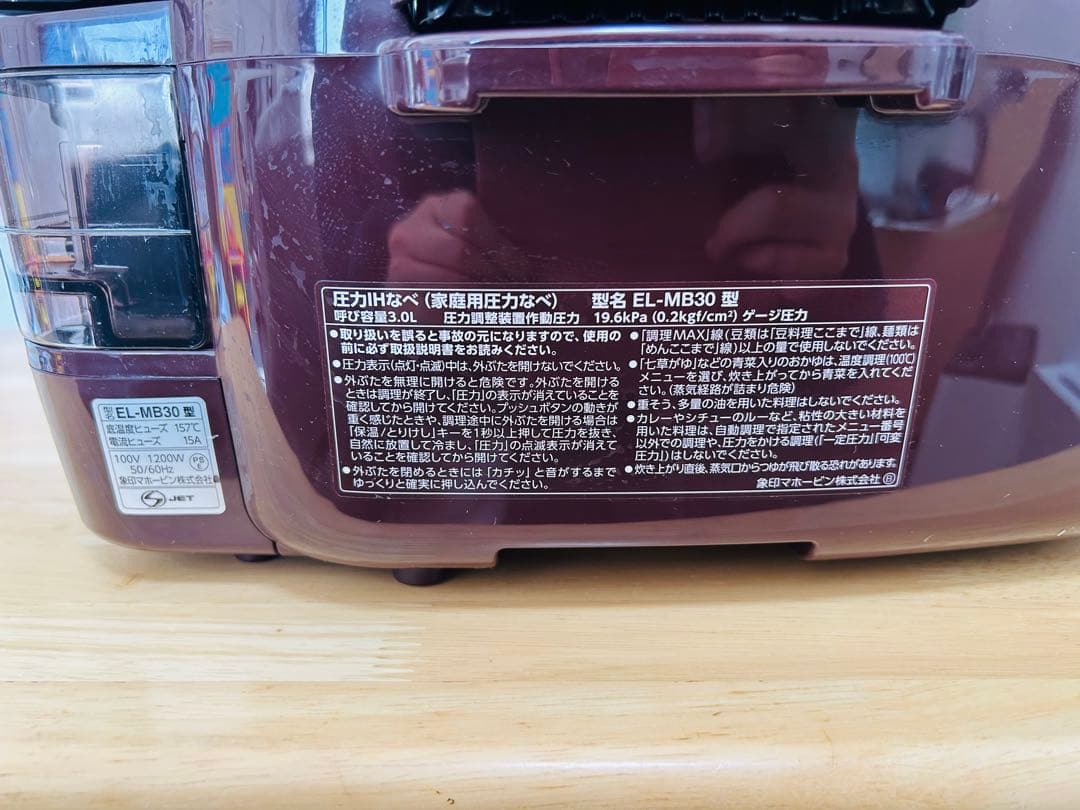 圧力IHなべ（家庭用圧力なべ） 型名 EL-MB30 型
呼び容量3.0L 圧力調整装置作動圧力 19.6kPa（0.2kgf/cm²）ゲージ圧力
●取り扱いを誤ると事故の元になりますので、使用の
前に必ず取扱説明書をお読みください。
●圧力表示（点灯・点滅）中は、外ぶたを開けないでください。
●外ぶたを無理に開けると危険です。外ぶたを開ける
ときは調理が終了し、「圧力」の表示が消えていることを
確認してから開けてください。プッシュボタンの動きが
重く感じたときや、調理途中に外ぶたを開ける場合は
「保温/とりけし」キーを1秒以上押して圧力を抜き、
自然に放置して冷まし、「圧力」の点滅表示が消えて
いることを確認してから開けてください。
●外ぶたを閉めるときには「カチッ」と音がするまで
ゆっくりと確実に押し込んでください。
●「調理MAX」線（豆類は「豆料理ここまで」線、麺類は
「めんここまで」線）以上の量で使用しないでください。
●「七草がゆ」などの青菜入りのおかゆは、温度調理（100℃）
メニューを選び、炊き上がってから青菜を入れてくだ
さい。（蒸気経路が詰まり危険）
●重そう、多量の油を用いた料理はしないでください。
●カレーやシチューのルーなど、粘性の大きい材料を
用いた料理は、自動調理で指定されたメニュー番号
以外での調理や、圧力をかける調理（「一定圧力」「可変
圧力」）はしないでください。
●炊き上がり直後、蒸気口からつゆが飛び散る恐れがあります。
象印マホービン株式会社 Ⓑ
型名 EL-MB30 型
底温度ヒューズ 157℃
電流ヒューズ 15A
100V 1200W
50/60Hz
PSE
象印マホービン株式会社
JET